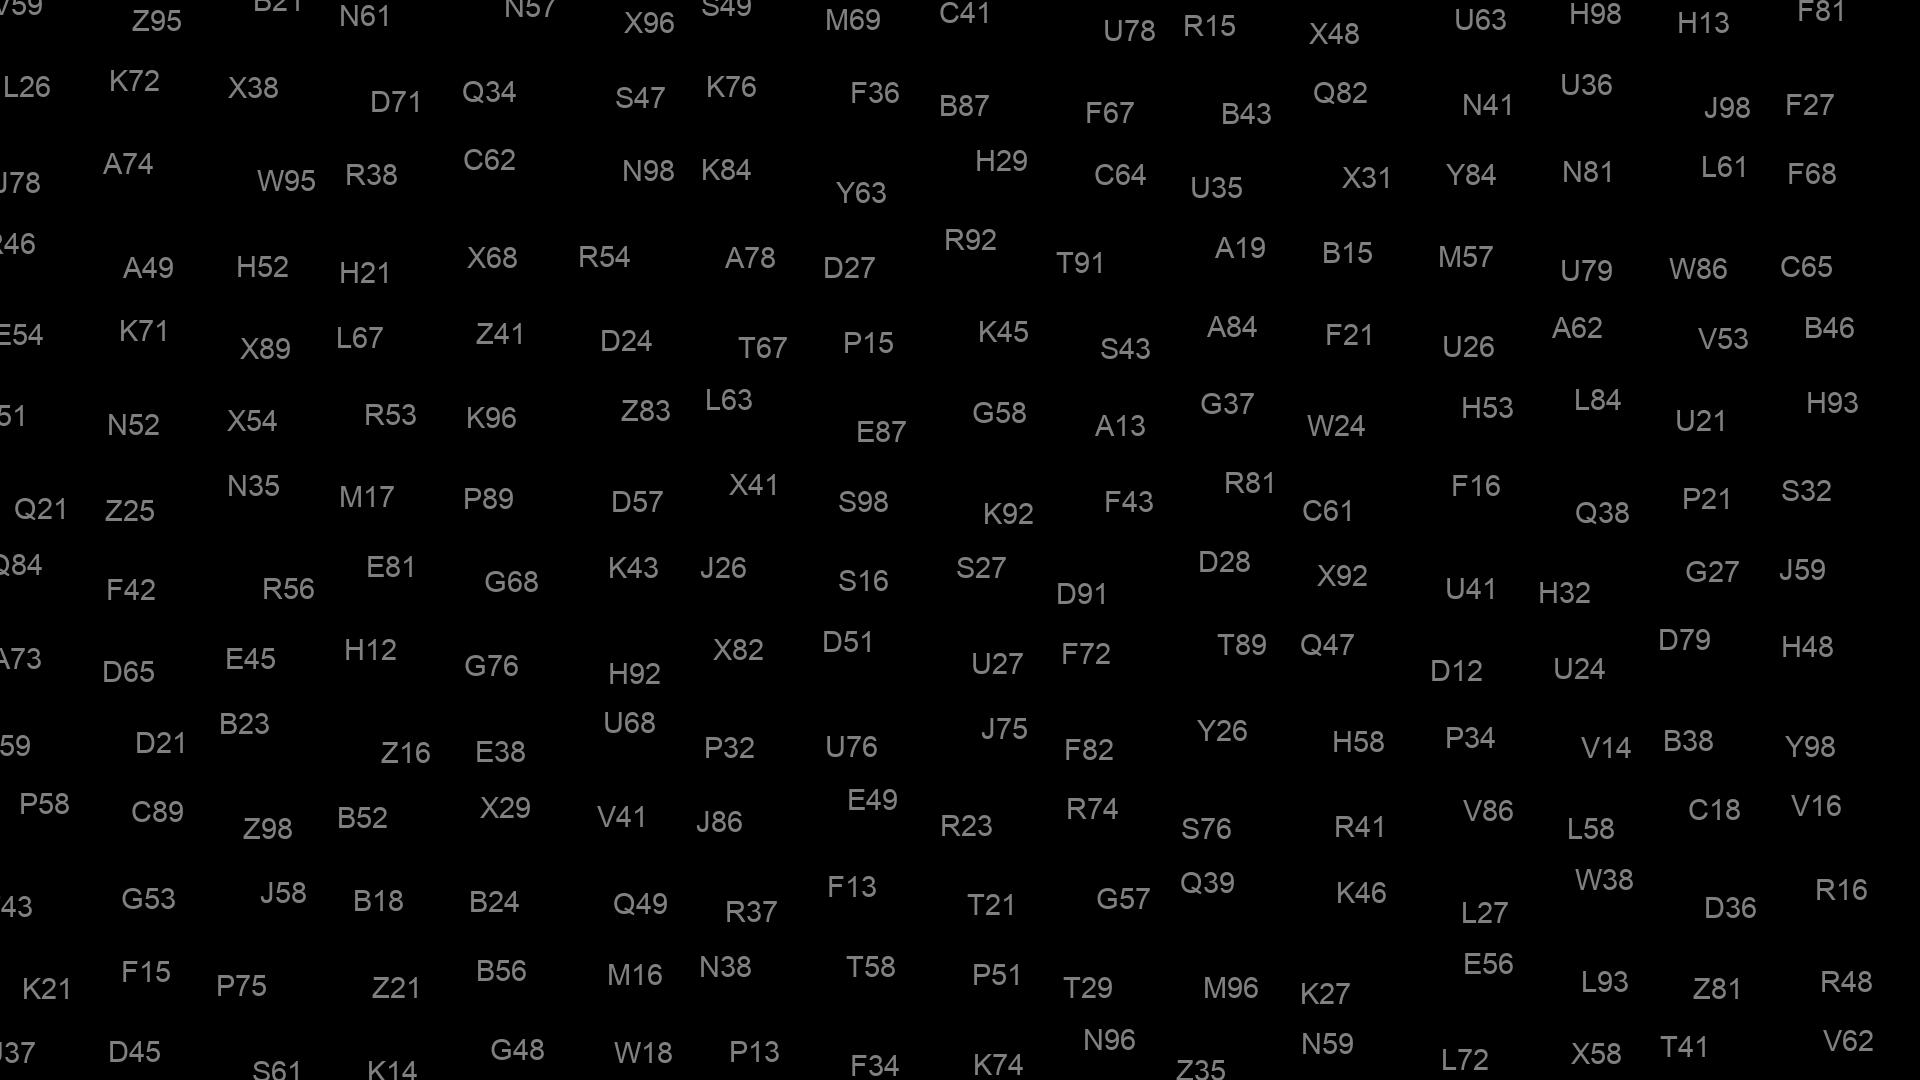 Z95 B21 N61 N57 X96 S49 M69 C41 U78 R15 X48 U63 H98 H13 F81
L26 K72 X38 D71 Q34 S47 K76 F36 B87 F67 B43 Q82 N41 U36 J98 F27
J78 A74 W95 R38 C62 N98 K84 Y63 H29 C64 U35 X31 Y84 N81 L61 F68
A49 H52 H21 X68 R54 A78 D27 R92 T91 A19 B15 M57 U79 W86 C65
E54 K71 X89 L67 Z41 D24 T67 P15 K45 S43 A84 F21 U26 A62 V53 B46
51 N52 X54 R53 K96 Z83 L63 E87 G58 A13 G37 W24 H53 L84 U21 H93
Q21 Z25 N35 M17 P89 D57 X41 S98 K92 F43 R81 C61 F16 Q38 P21 S32
Q84 F42 R56 E81 G68 K43 J26 S16 S27 D91 D28 X92 U41 H32 G27 J59
A73 D65 E45 H12 G76 H92 X82 D51 U27 F72 T89 Q47 D12 U24 D79 H48
59 D21 B23 Z16 E38 U68 P32 U76 J75 F82 Y26 H58 P34 V14 B38 Y98
P58 C89 Z98 B52 X29 V41 J86 E49 R23 R74 S76 R41 V86 L58 C18 V16
43 G53 J58 B18 B24 Q49 R37 F13 T21 G57 Q39 K46 L27 W38 D36 R16
K21 F15 P75 Z21 B56 M16 N38 T58 P51 T29 M96 K27 E56 L93 Z81 R48
37 D45 S61 K14 G48 W18 P13 F34 K74 N96 Z35 N59 L72 X58 T41 V62